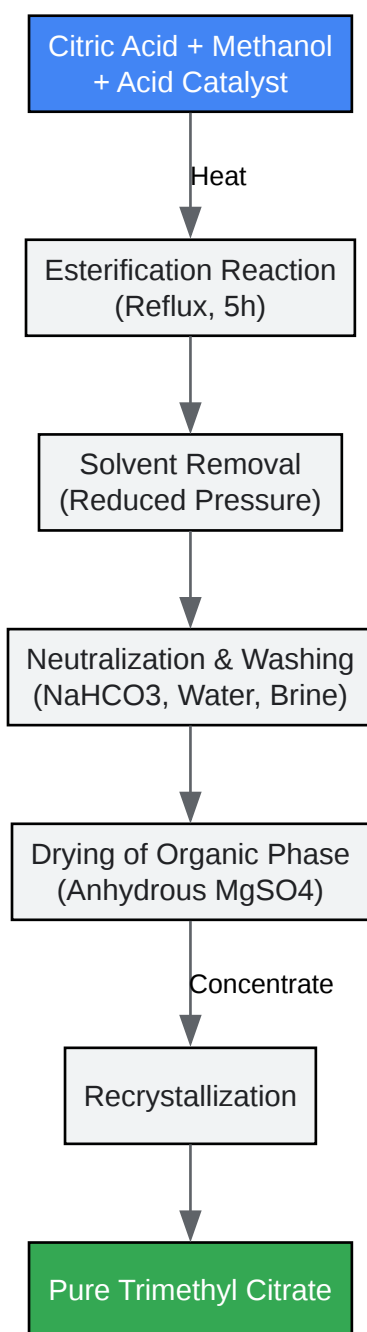 Citric Acid + Methanol
+ Acid Catalyst
Heat
Esterification Reaction
(Reflux, 5h)
Solvent Removal
(Reduced Pressure)
Neutralization & Washing
(NaHCO3, Water, Brine)
Drying of Organic Phase
(Anhydrous MgSO4)
Concentrate
Recrystallization
Pure Trimethyl Citrate